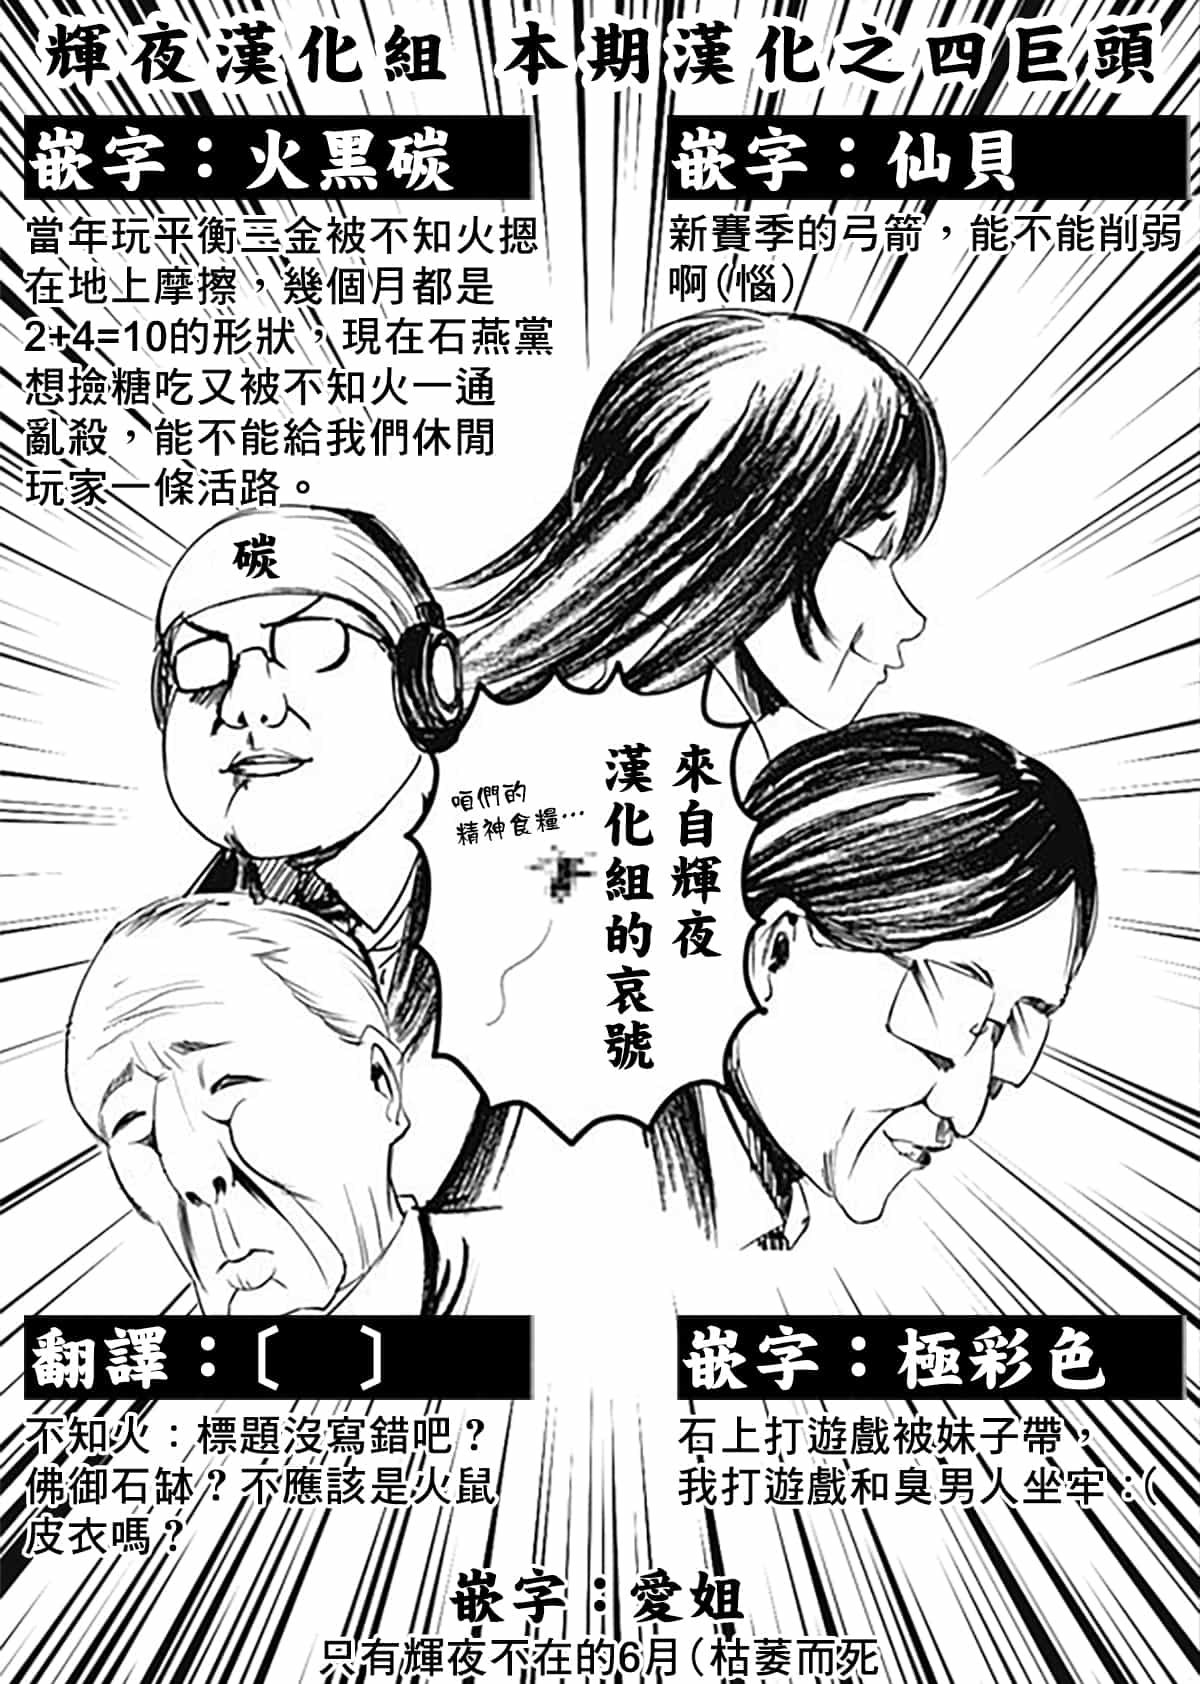 輝夜漢化組 本期漢化之四巨頭
嵌字：火黑碳
當年玩平衡三金被不知火摁
在地上摩擦，幾個月都是
2+4=10的形狀，現在石燕黨
想撿糖吃又被不知火一通
亂殺，能不能給我們休閒
玩家一條活路。
嵌字：仙貝
新賽季的弓箭，能不能削弱
啊(惱)
碳
來自輝夜
漢化組的哀號
咱們的
精神食糧…
翻譯：〔　〕
不知火：標題沒寫錯吧？
佛御石缽？不應該是火鼠
皮衣嗎？
嵌字：極彩色
石上打遊戲被妹子帶，
我打遊戲和臭男人坐牢 :(
嵌字：愛姐
只有輝夜不在的6月(枯萎而死